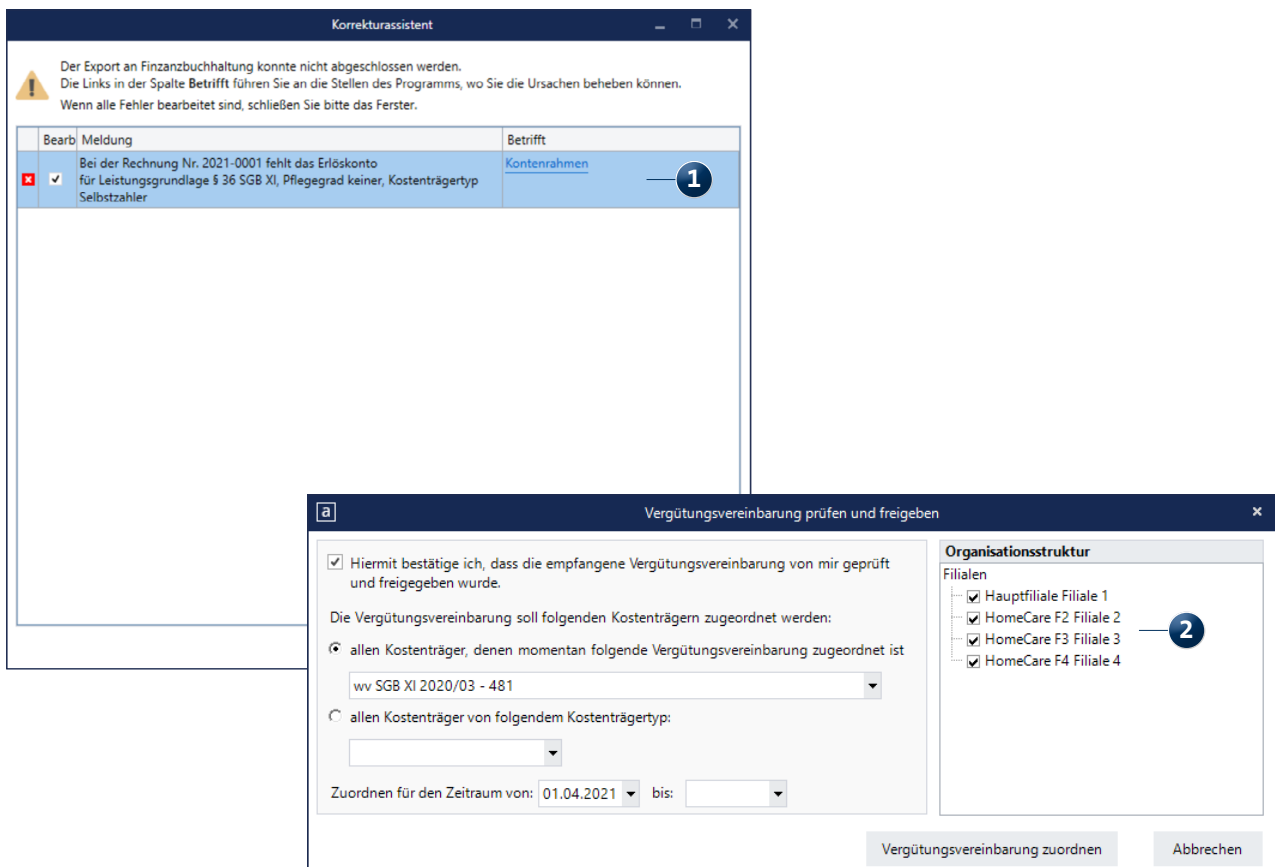 Korrekturassistent
Der Export an Finzanzbuchhaltung konnte nicht abgeschlossen werden.
Die Links in der Spalte Betrifft führen Sie an die Stellen des Programms, wo Sie die Ursachen beheben können.
Wenn alle Fehler bearbeitet sind, schließen Sie bitte das Ferster.
Bearb Meldung Betrifft
Bei der Rechnung Nr. 2021-0001 fehlt das Erlöskonto Kontenrahmen
für Leistungsgrundlage § 36 SGB XI, Pflegegrad keiner, Kostenträgertyp
Selbstzahler
1
a Vergütungsvereinbarung prüfen und freigeben
Hiermit bestätige ich, dass die empfangene Vergütungsvereinbarung von mir geprüft
und freigegeben wurde.
Die Vergütungsvereinbarung soll folgenden Kostenträgern zugeordnet werden:
allen Kostenträger, denen momentan folgende Vergütungsvereinbarung zugeordnet ist
wv SGB XI 2020/03 - 481
allen Kostenträger von folgendem Kostenträgertyp:
Zuordnen für den Zeitraum von: 01.04.2021 bis:
Organisationsstruktur
Filialen
Hauptfiliale Filiale 1
HomeCare F2 Filiale 2
HomeCare F3 Filiale 3
HomeCare F4 Filiale 4
2
Vergütungsvereinbarung zuordnen Abbrechen